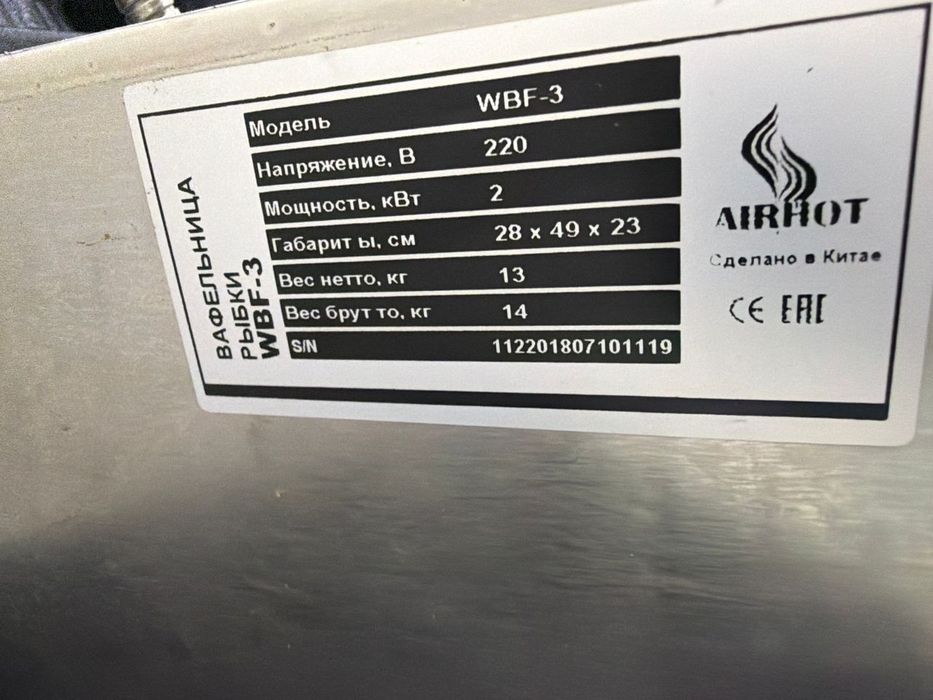 ВАФЕЛЬНИЦА
РЫБКИ
WBF-3
Модель WBF-3
Напряжение, В 220
Мощность, кВт 2
Габарит ы, см 28 x 49 x 23
Вес нетто, кг 13
Вес брут то, кг 14
S/N 112201807101119
AIRHOT
Сделано в Китае
CE EAC